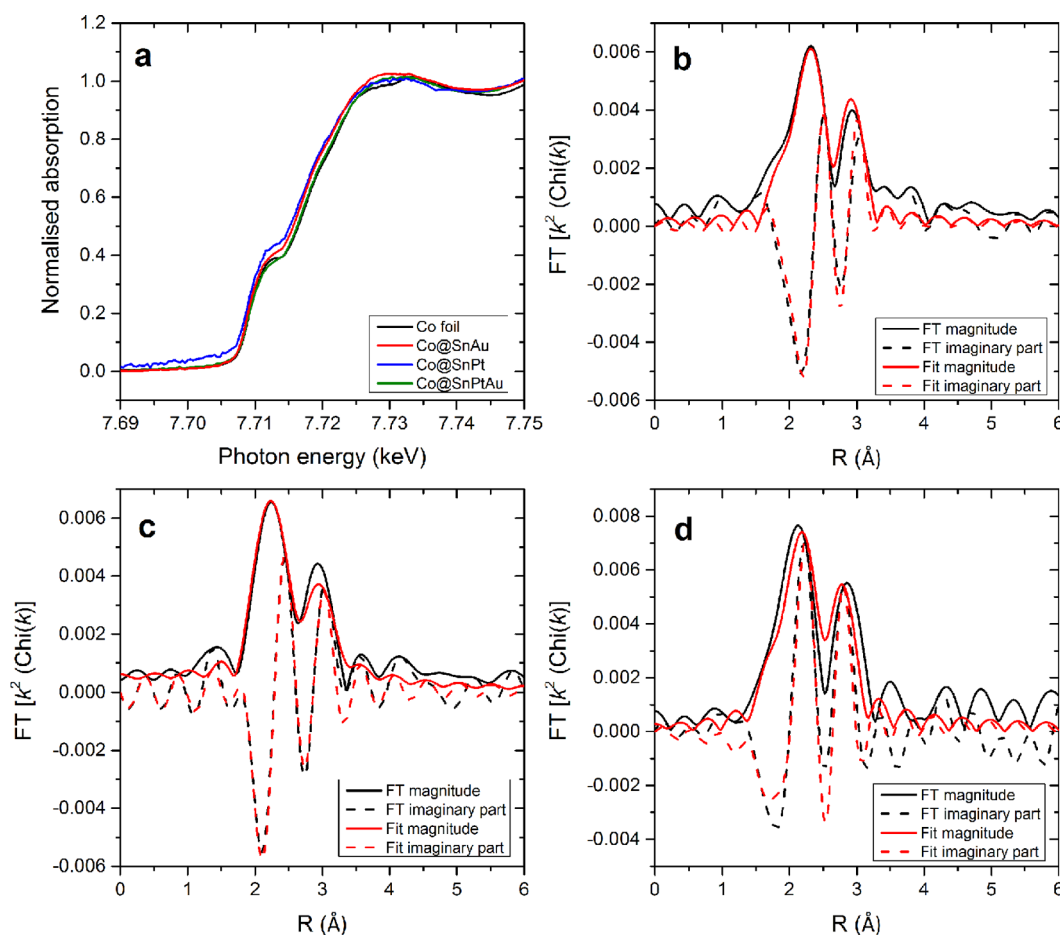 a
1.2
1.0
0.8
0.6
0.4
0.2
0.0
Normalised absorption
Co foil
Co@SnAu
Co@SnPt
Co@SnPtAu
7.69 7.70 7.71 7.72 7.73 7.74 7.75
Photon energy (keV)
b
0.006
0.004
0.002
0.000
-0.002
-0.004
-0.006
FT [k² (Chi(k)]
FT magnitude
FT imaginary part
Fit magnitude
Fit imaginary part
0 1 2 3 4 5 6
R (Å)
c
0.006
0.004
0.002
0.000
-0.002
-0.004
-0.006
FT [k² (Chi(k)]
FT magnitude
FT imaginary part
Fit magnitude
Fit imaginary part
0 1 2 3 4 5 6
R (Å)
d
0.008
0.006
0.004
0.002
0.000
-0.002
-0.004
FT [k² (Chi(k)]
FT magnitude
FT imaginary part
Fit magnitude
Fit imaginary part
0 1 2 3 4 5 6
R (Å)